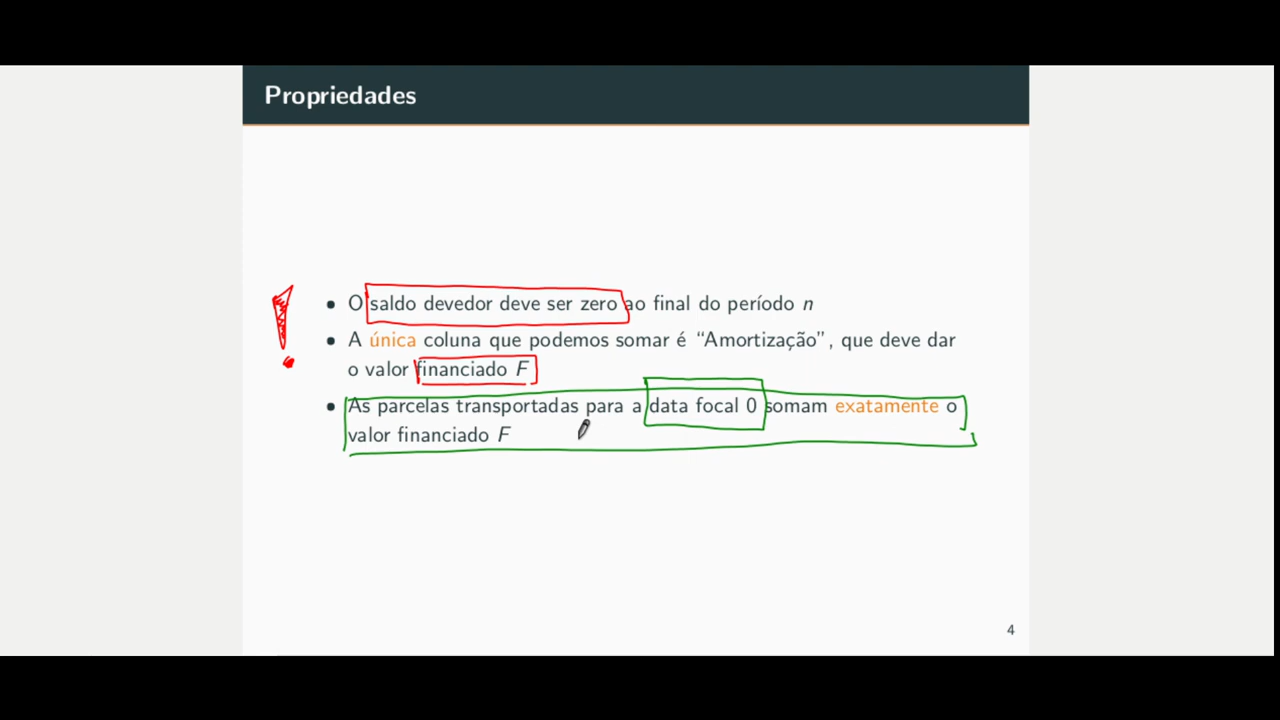 Propriedades
• O saldo devedor deve ser zero ao final do período n
• A única coluna que podemos somar é “Amortização”, que deve dar
o valor financiado F
• As parcelas transportadas para a data focal 0 somam exatamente o
valor financiado F
4